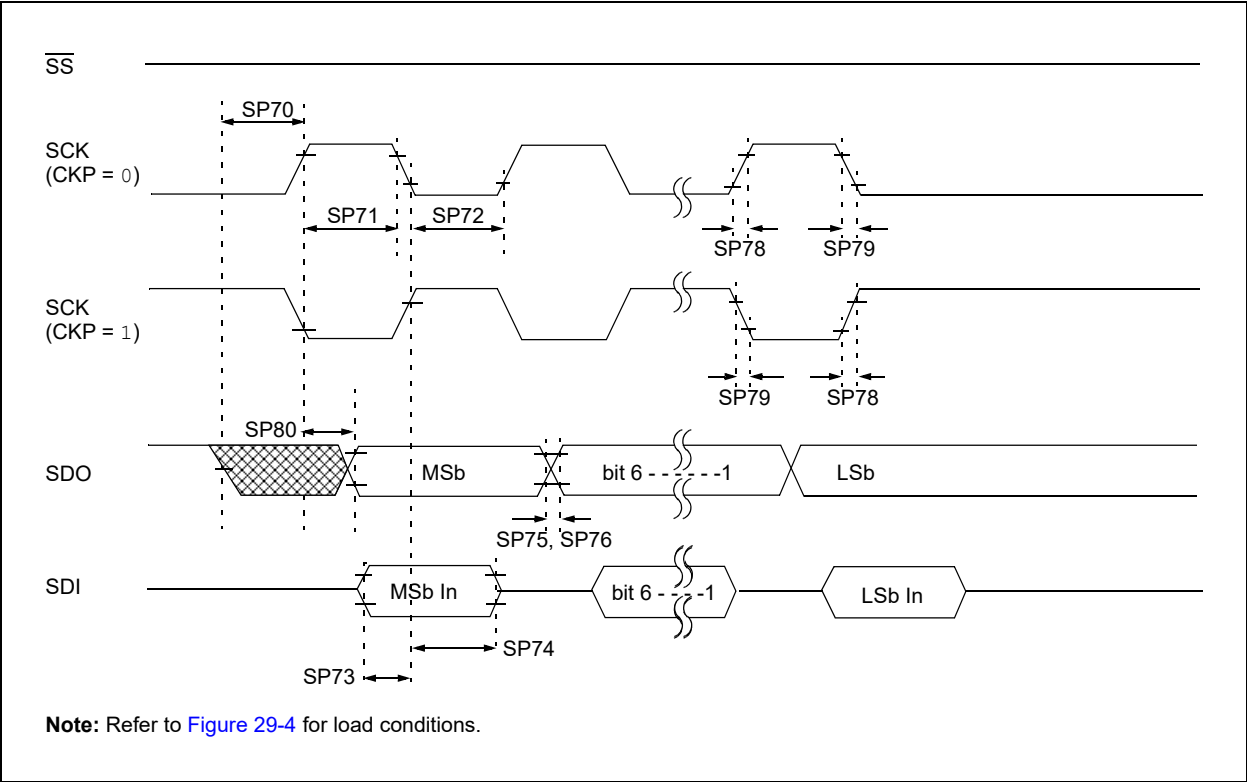 SS
SP70
SCK
(CKP = 0)
SP71
SP72
SP78
SP79
SCK
(CKP = 1)
SP79
SP78
SP80
SDO
MSb
bit 6 - - - - - -1
LSb
SP75, SP76
SDI
MSb In
bit 6 - - - -1
LSb In
SP74
SP73
Note: Refer to Figure 29-4 for load conditions.